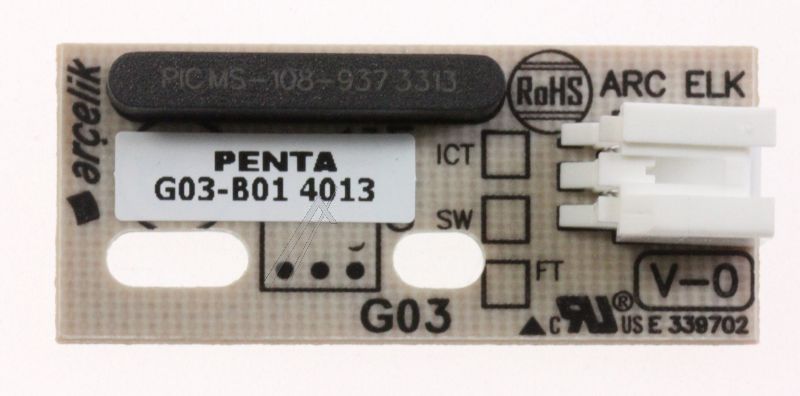 arçelik
PICMS-108-937 3313
RoHS
ARC ELK
PENTA
G03-B01 4013
ICT
SW
FT
V-0
G03
c RU ® US E 339702